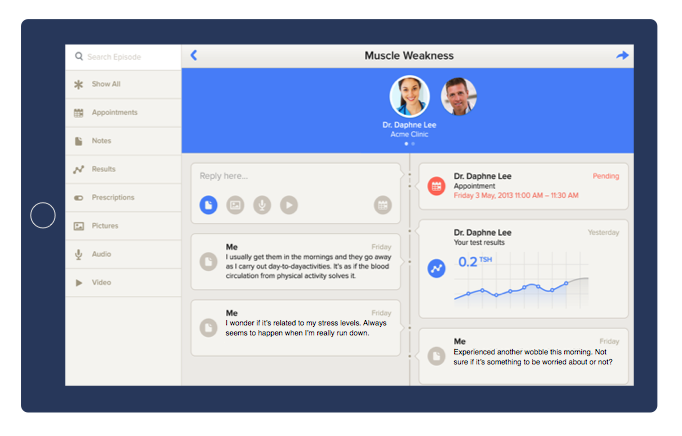 Search Episode
Show All
Appointments
Notes
Results
Prescriptions
Pictures
Audio
Video
Muscle Weakness
Dr. Daphne Lee
Acme Clinic
Reply here...
Me
Friday
I usually get them in the mornings and they go away
as I carry out day-to-dayactivities. It's as if the blood
circulation from physical activity solves it.
Me
Friday
I wonder if it's related to my stress levels. Always
seems to happen when I'm really run down.
Dr. Daphne Lee
Pending
Appointment
Friday 3 May, 2013 11:00 AM – 11:30 AM
Dr. Daphne Lee
Yesterday
Your test results
0.2 TSH
Me
Friday
Experienced another wobble this morning. Not
sure if it's something to be worried about or not?